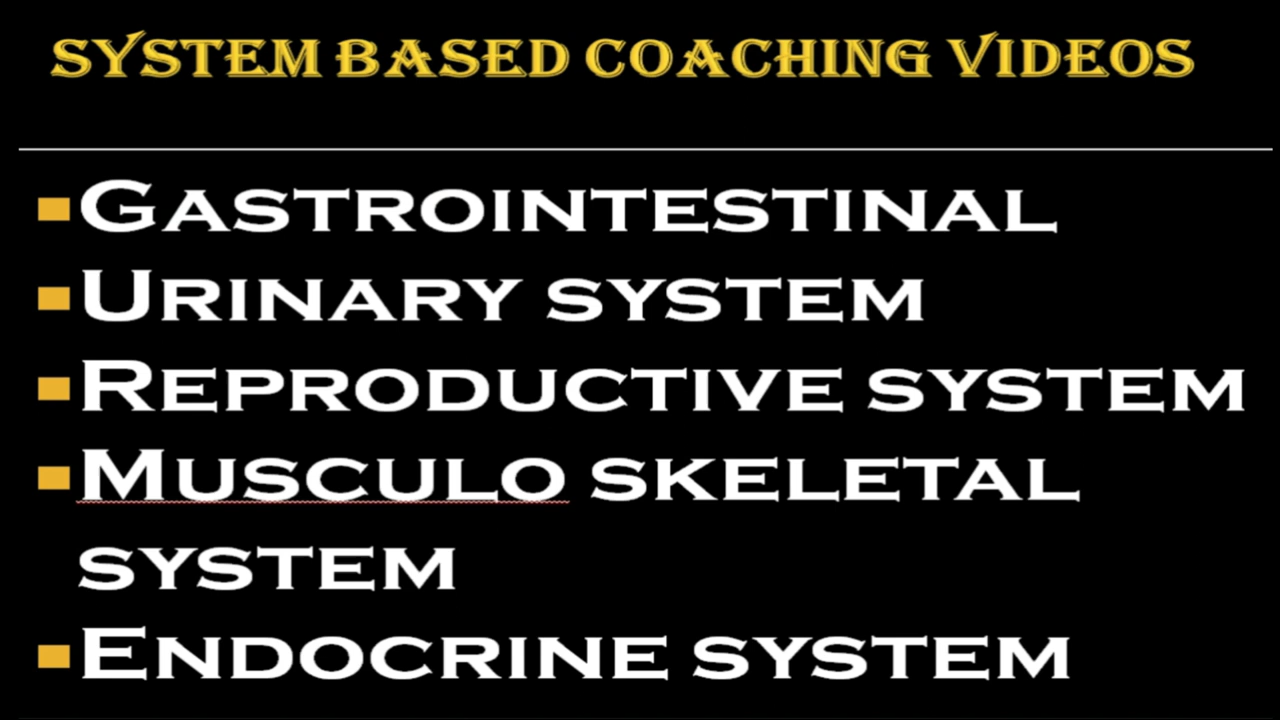 SYSTEM BASED COACHING VIDEOS
GASTROINTESTINAL
URINARY SYSTEM
REPRODUCTIVE SYSTEM
MUSCULO SKELETAL
SYSTEM
ENDOCRINE SYSTEM